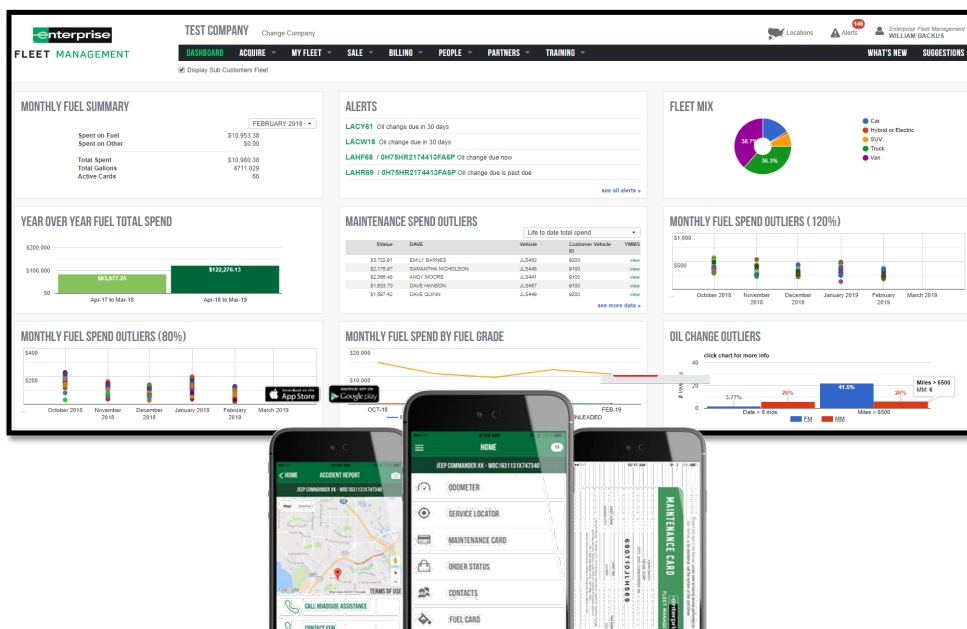 enterprise
FLEET MANAGEMENT
TEST COMPANY Change Company
Locations
146
Alerts
Enterprise Fleet Management
WILLIAM BACKUS
DASHBOARD ACQUIRE MY FLEET SALE BILLING PEOPLE PARTNERS TRAINING WHAT'S NEW SUGGESTIONS
Display Sub Customers Fleet
MONTHLY FUEL SUMMARY
FEBRUARY 2019
Spent on Fuel $10,953.38
Spent on Other $0.00
Total Spent $10,980.38
Total Gallons 4711.029
Active Cards 66
ALERTS
LACY61 Oil change due in 30 days
LACW18 Oil change due in 30 days
LAHF68 / 0H75HR2174413FA6P Oil change due now
LAHR69 / 0H75HR2174413FA6P Oil change due is past due
see all alerts »
FLEET MIX
38.7%
36.3%
Car
Hybrid or Electric
SUV
Truck
Van
YEAR OVER YEAR FUEL TOTAL SPEND
$200,000
$100,000
$0
$83,877.25
$122,276.13
Apr-17 to Mar-18
Apr-18 to Mar-19
MAINTENANCE SPEND OUTLIERS
Life to date total spend
$Value DAVE Vehicle Customer Vehicle ID YMMS
$3,722.91 EMILY BARNES JLS452 9200 view
SAMANTHA NICHOLSON 9100 view
ANDY MOORE JLS441 9100 view
DAVE HANSON JLS457 9100 view
$1,597.42 DAVE QUINN JLS449 9200 view
see more data »
MONTHLY FUEL SPEND OUTLIERS (120%)
$1,000
$500
... October 2018 November 2018 December 2018 January 2019 February 2019 March 2019
MONTHLY FUEL SPEND OUTLIERS (80%)
$400
$200
... October 2018 November 2018 December 2018 January 2019 February 2019 March 2019
Download on the
App Store
ANDROID APP ON
Google play
MONTHLY FUEL SPEND BY FUEL GRADE
$20,000
$10,000
OCT-18
FEB-19
NLEADED
OIL CHANGE OUTLIERS
click chart for more info
40
20
0
3.77%
26%
41.5%
26%
Miles > 6500
MM: 6
Date > 6 mos.
Miles > 6500
FM
MM
HOME ACCIDENT REPORT
JEEP COMMANDER XK - WDC1631131X747340
Map
Google
TERMS OF USE
CALL ROADSIDE ASSISTANCE
CONTACT EFM
HOME
JEEP COMMANDER XK - WDC1631131X747340
ODOMETER
SERVICE LOCATOR
MAINTENANCE CARD
ORDER STATUS
CONTACTS
FUEL CARD
10:17 AM
MAINTENANCE CARD
690T10JLH569
enterprise
FLEET MANAG